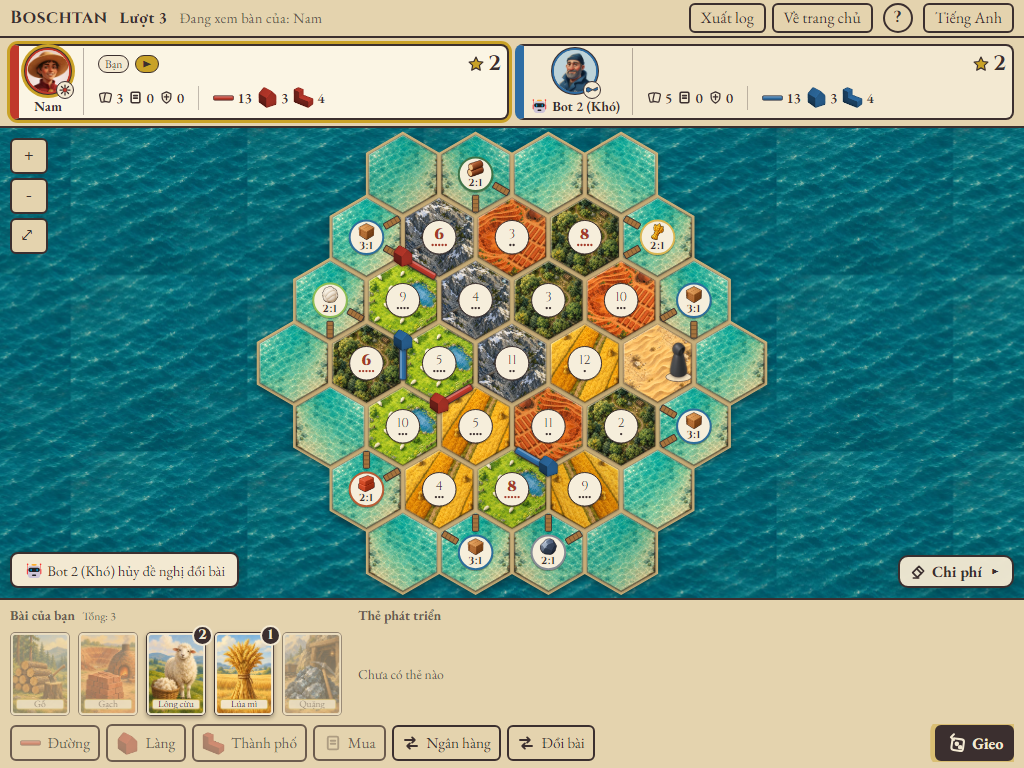 BOSCHTAN Lượt 3 Đang xem bàn của: Nam
Xuất log Về trang chủ ? Tiếng Anh
Bạn 2
3 0 0 13 3 4
Nam
2
5 0 0 13 3 4
Bot 2 (Khó)
+
-
2:1
3:1 6 3 8 2:1
2:1 9 4 3 10 3:1
6 5 11 12
10 5 11 2 3:1
2:1 4 8 9
3:1 2:1
Bot 2 (Khó) hủy đề nghị đổi bài
Chi phí
Bài của bạn Tổng: 3
Thẻ phát triển
2 1
Gỗ Gạch Lông cừu Lúa mì Quặng
Chưa có thẻ nào
Đường Làng Thành phố Mua Ngân hàng Đổi bài Gieo